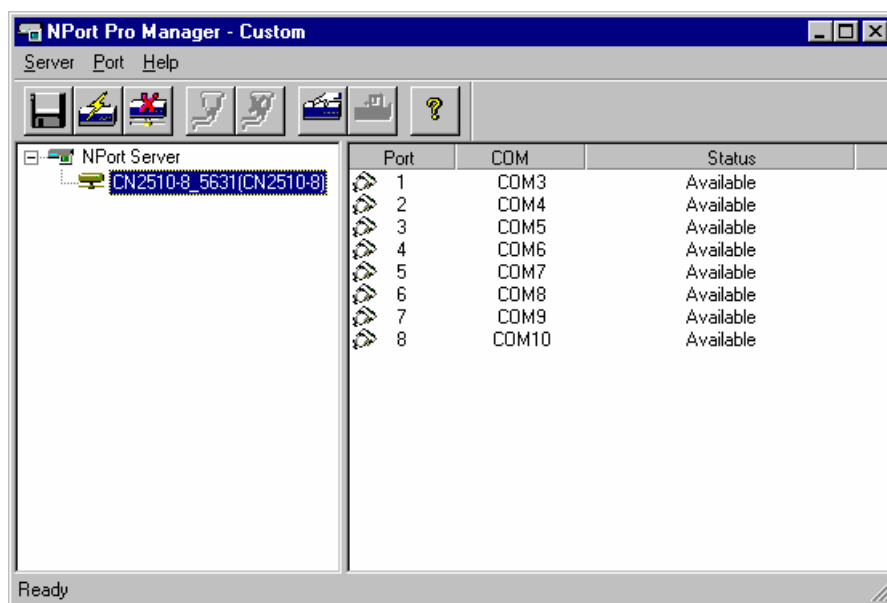 NPort Pro Manager - Custom
Server Port Help
NPort Server
CN2510-8_5631(CN2510-8)
Port COM Status
1 COM3 Available
2 COM4 Available
3 COM5 Available
4 COM6 Available
5 COM7 Available
6 COM8 Available
7 COM9 Available
8 COM10 Available
Ready